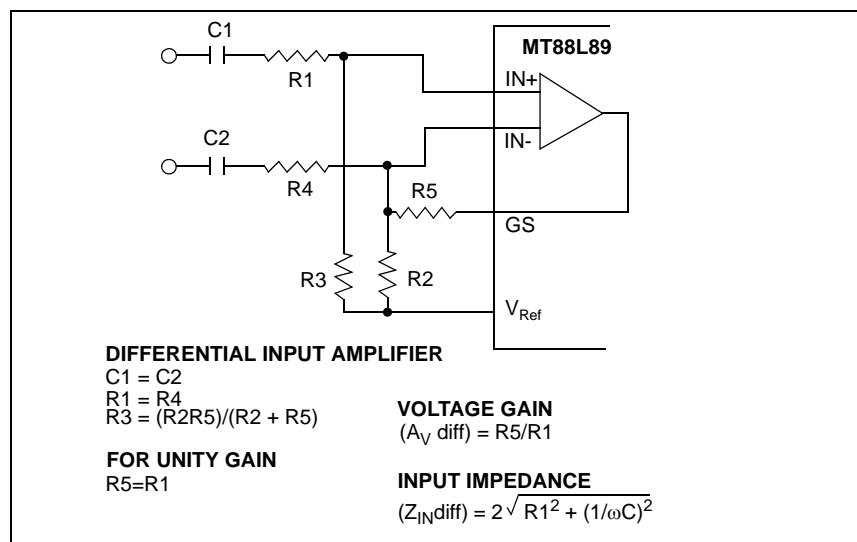 C1
R1
MT88L89
IN+
C2
IN-
R4
R5
GS
R3
R2
V_Ref
DIFFERENTIAL INPUT AMPLIFIER
C1 = C2
R1 = R4
R3 = (R2R5)/(R2 + R5)
FOR UNITY GAIN
R5=R1
VOLTAGE GAIN
(A_V diff) = R5/R1
INPUT IMPEDANCE
(Z_INdiff) = 2√R1² + (1/ωC)²